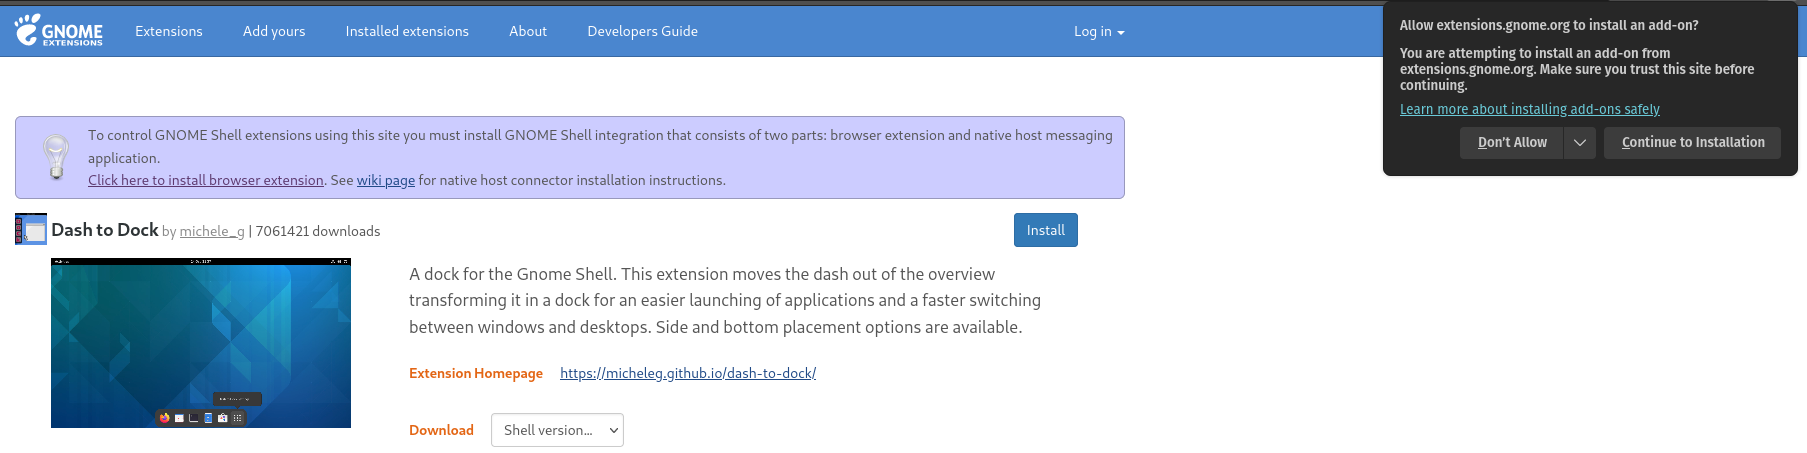 GNOME
EXTENSIONS
Extensions
Add yours
Installed extensions
About
Developers Guide
Log in
Allow extensions.gnome.org to install an add-on?
You are attempting to install an add-on from
extensions.gnome.org. Make sure you trust this site before
continuing.
Learn more about installing add-ons safely
Don't Allow
Continue to Installation
To control GNOME Shell extensions using this site you must install GNOME Shell integration that consists of two parts: browser extension and native host messaging
application.
Click here to install browser extension. See wiki page for native host connector installation instructions.
Dash to Dock by michele_g | 7061421 downloads
Install
A dock for the Gnome Shell. This extension moves the dash out of the overview
transforming it in a dock for an easier launching of applications and a faster switching
between windows and desktops. Side and bottom placement options are available.
Extension Homepage https://micheleg.github.io/dash-to-dock/
Download Shell version...